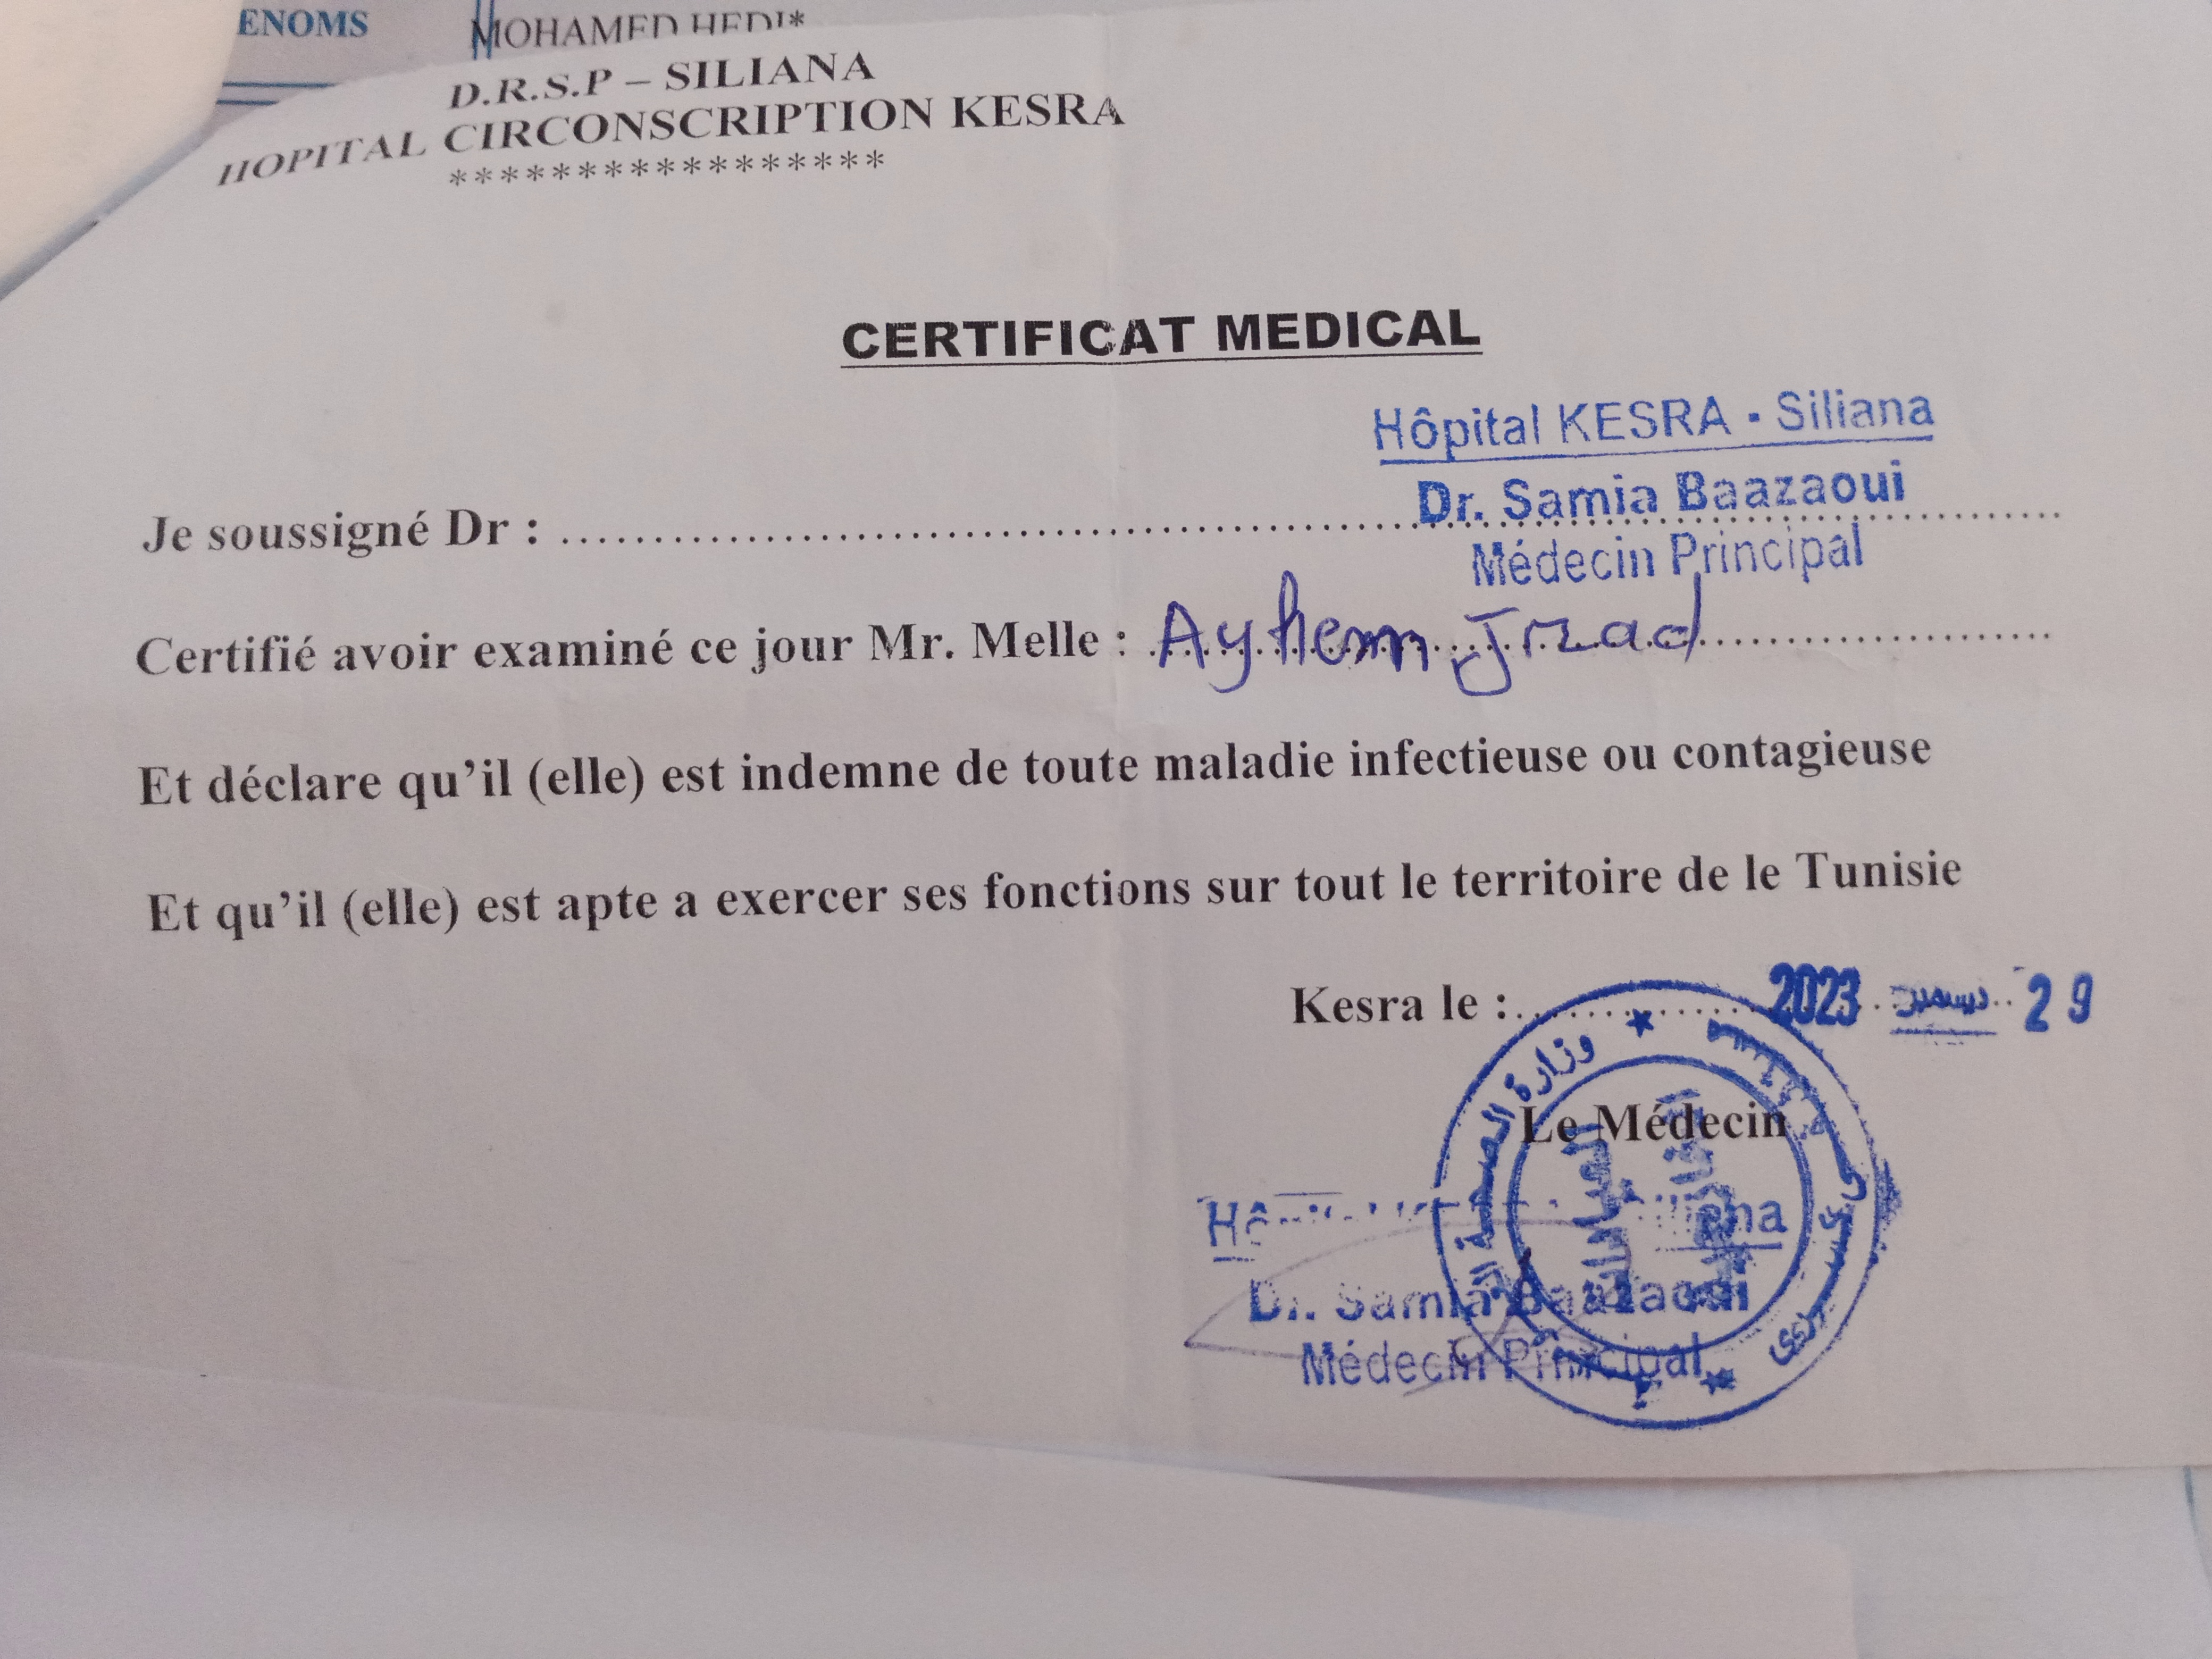 ENOMS MOHAMED HEDI*
D.R.S.P – SILIANA
HOPITAL CIRCONSCRIPTION KESRA
*****************
CERTIFICAT MEDICAL
Hôpital KESRA - Siliana
Dr. Samia Baazaoui
Je soussigné Dr : ........................................................
Médecin Principal
Certifié avoir examiné ce jour Mr. Melle : Ayhem Jrad
Et déclare qu’il (elle) est indemne de toute maladie infectieuse ou contagieuse
Et qu’il (elle) est apte a exercer ses fonctions sur tout le territoire de le Tunisie
Kesra le : 2023 ديسمبر 29
وزارة الصحة
Le Médecin
Dr. Samia Baazaoui
Médecin Principal